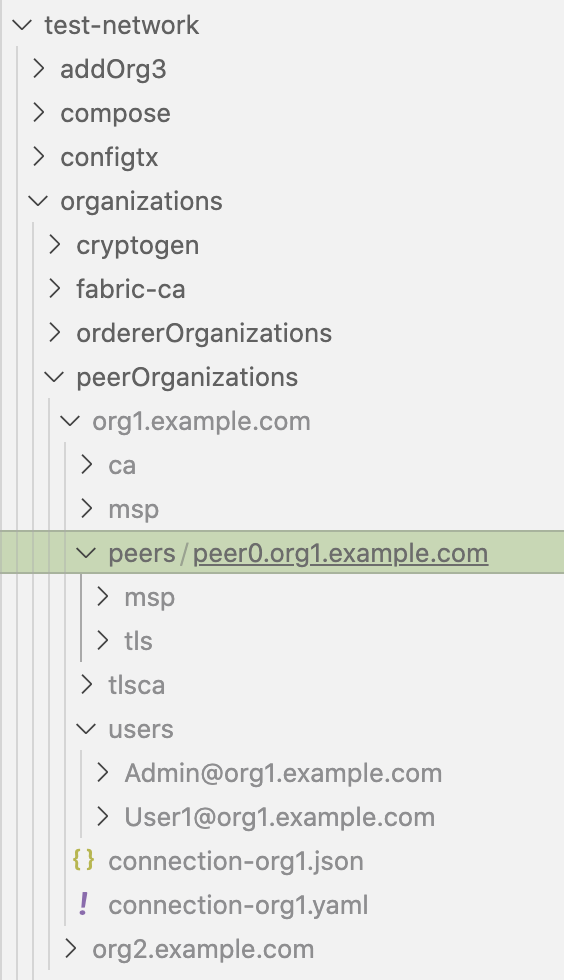 test-network
addOrg3
compose
configtx
organizations
cryptogen
fabric-ca
ordererOrganizations
peerOrganizations
org1.example.com
ca
msp
peers / peer0.org1.example.com
msp
tls
tlsca
users
Admin@org1.example.com
User1@org1.example.com
{} connection-org1.json
! connection-org1.yaml
org2.example.com